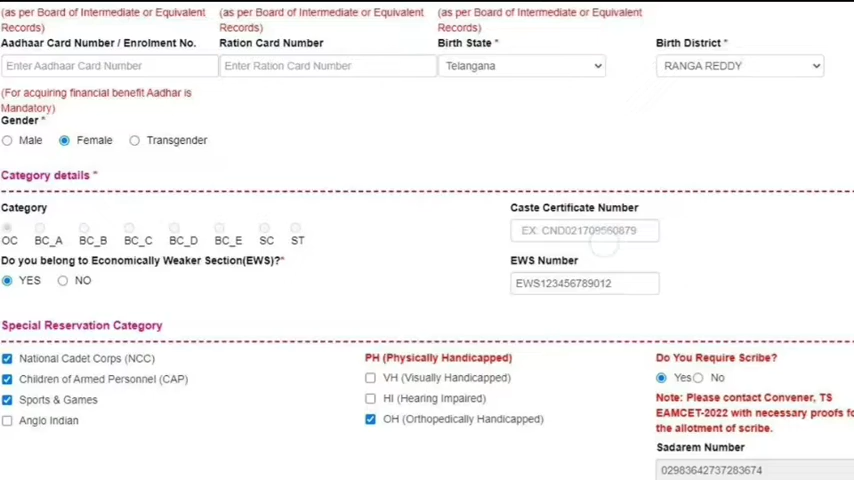 (as per Board of Intermediate or Equivalent Records)
(as per Board of Intermediate or Equivalent Records)
(as per Board of Intermediate or Equivalent Records)
Aadhaar Card Number / Enrolment No.
Ration Card Number
Birth State *
Birth District *
Enter Aadhaar Card Number
Enter Ration Card Number
Telangana
RANGA REDDY
(For acquiring financial benefit Aadhar is
Mandatory)
Gender *
Male Female Transgender
Category details *
Category
Caste Certificate Number
EX: CND021709560879
OC BC_A BC_B BC_C BC_D BC_E SC ST
Do you belong to Economically Weaker Section(EWS)?*
EWS Number
YES NO
EWS123456789012
Special Reservation Category
National Cadet Corps (NCC)
Children of Armed Personnel (CAP)
Sports & Games
Anglo Indian
PH (Physically Handicapped)
VH (Visually Handicapped)
HI (Hearing Impaired)
OH (Orthopedically Handicapped)
Do You Require Scribe?
Yes No
Note: Please contact Convener, TS
EAMCET-2022 with necessary proofs fo
the allotment of scribe.
Sadarem Number
02983642737283674